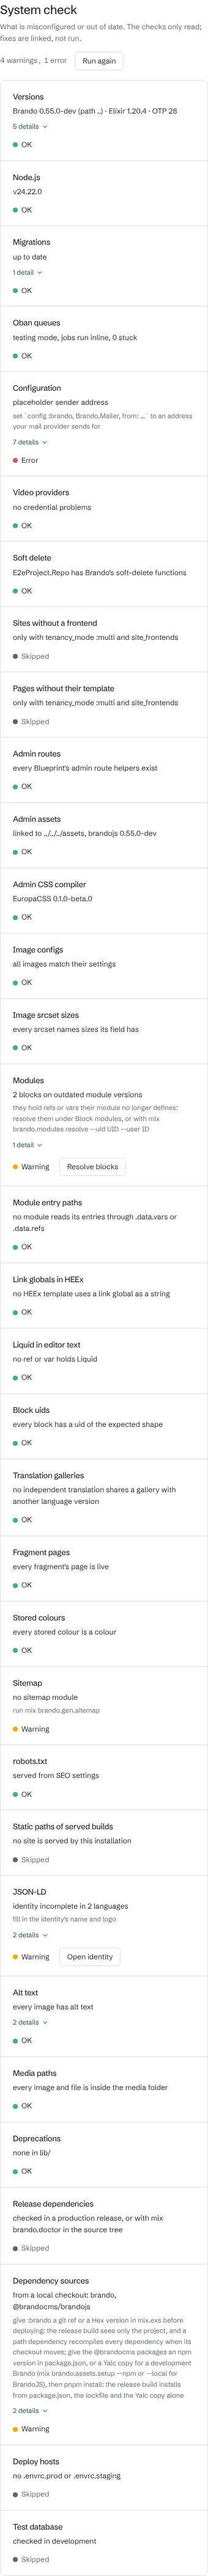 System check
What is misconfigured or out of date. The checks only read;
fixes are linked, not run.
4 warnings, 1 error
Run again
Versions
Brando 0.55.0-dev (path ..) · Elixir 1.20.4 · OTP 28
5 details
OK
Node.js
v24.22.0
OK
Migrations
up to date
1 detail
OK
Oban queues
testing mode, jobs run inline, 0 stuck
OK
Configuration
placeholder sender address
set `config :brando, Brando.Mailer, from: ...` to an address
your mail provider sends for
7 details
Error
Video providers
no credential problems
OK
Soft delete
E2eProject.Repo has Brando's soft-delete functions
OK
Sites without a frontend
only with tenancy_mode :multi and site_frontends
Skipped
Pages without their template
only with tenancy_mode :multi and site_frontends
Skipped
Admin routes
every Blueprint's admin route helpers exist
OK
Admin assets
linked to ../../../assets, brandojs 0.55.0-dev
OK
Admin CSS compiler
EuropaCSS 0.1.0-beta.0
OK
Image configs
all images match their settings
OK
Image srcset sizes
every srcset names sizes its field has
OK
Modules
2 blocks on outdated module versions
they hold refs or vars their module no longer defines:
resolve them under Block modules, or with mix
brando.modules resolve --uid UID --user ID
1 detail
Warning
Resolve blocks
Module entry paths
no module reads its entries through .data.vars or
.data.refs
OK
Link globals in HEEx
no HEEx template uses a link global as a string
OK
Liquid in editor text
no ref or var holds Liquid
OK
Block uids
every block has a uid of the expected shape
OK
Translation galleries
no independent translation shares a gallery with
another language version
OK
Fragment pages
every fragment's page is live
OK
Stored colours
every stored colour is a colour
OK
Sitemap
no sitemap module
run mix brando.gen.sitemap
Warning
robots.txt
served from SEO settings
OK
Static paths of served builds
no site is served by this installation
Skipped
JSON-LD
identity incomplete in 2 languages
fill in the identity's name and logo
2 details
Warning
Open identity
Alt text
every image has alt text
2 details
OK
Media paths
every image and file is inside the media folder
OK
Deprecations
none in lib/
OK
Release dependencies
checked in a production release, or with mix
brando.doctor in the source tree
Skipped
Dependency sources
from a local checkout: brando,
@brandocms/brandojs
give :brando a git ref or a Hex version in mix.exs before
deploying: the release build sees only the project, and a
path dependency recompiles every dependency when its
checkout moves; give the @brandocms packages an npm
version in package.json, or a Yalc copy for a development
Brando (mix brando.assets.setup --npm or --local for
BrandoJS), then pnpm install: the release build installs
from package.json, the lockfile and the Yalc copy alone
2 details
Warning
Deploy hosts
no .envrc.prod or .envrc.staging
Skipped
Test database
checked in development
Skipped